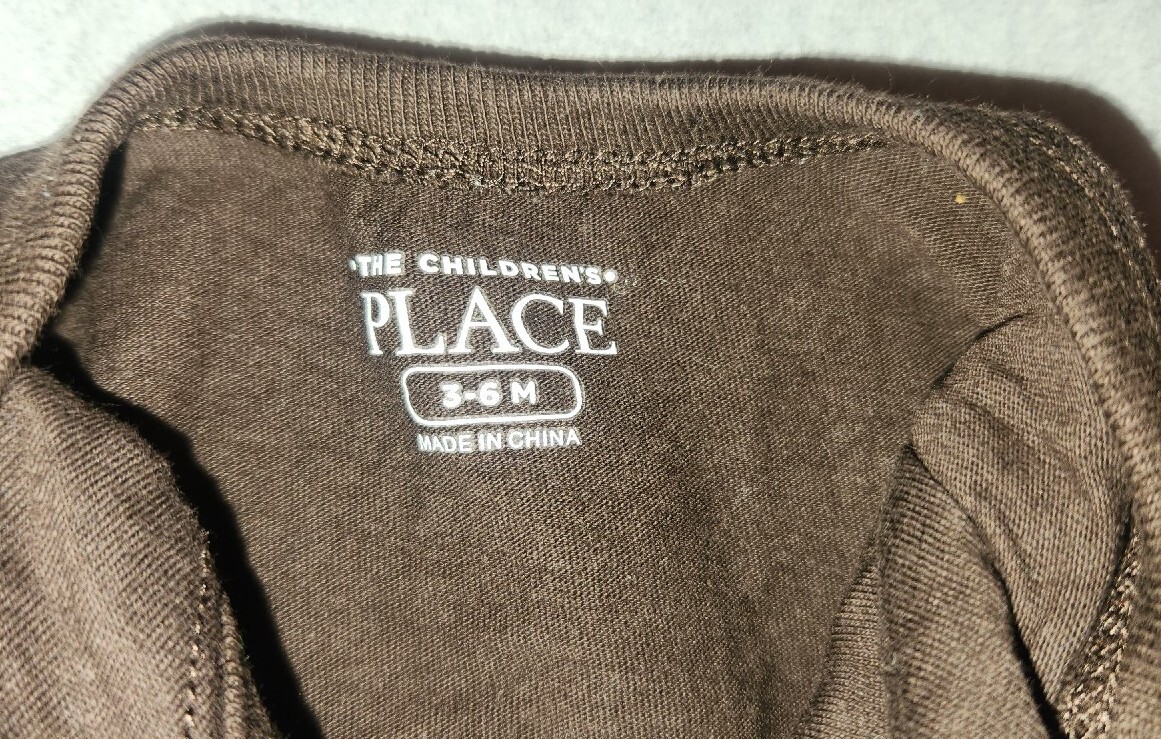 •THE CHILDREN'S•
PLACE
3-6 M
MADE IN CHINA